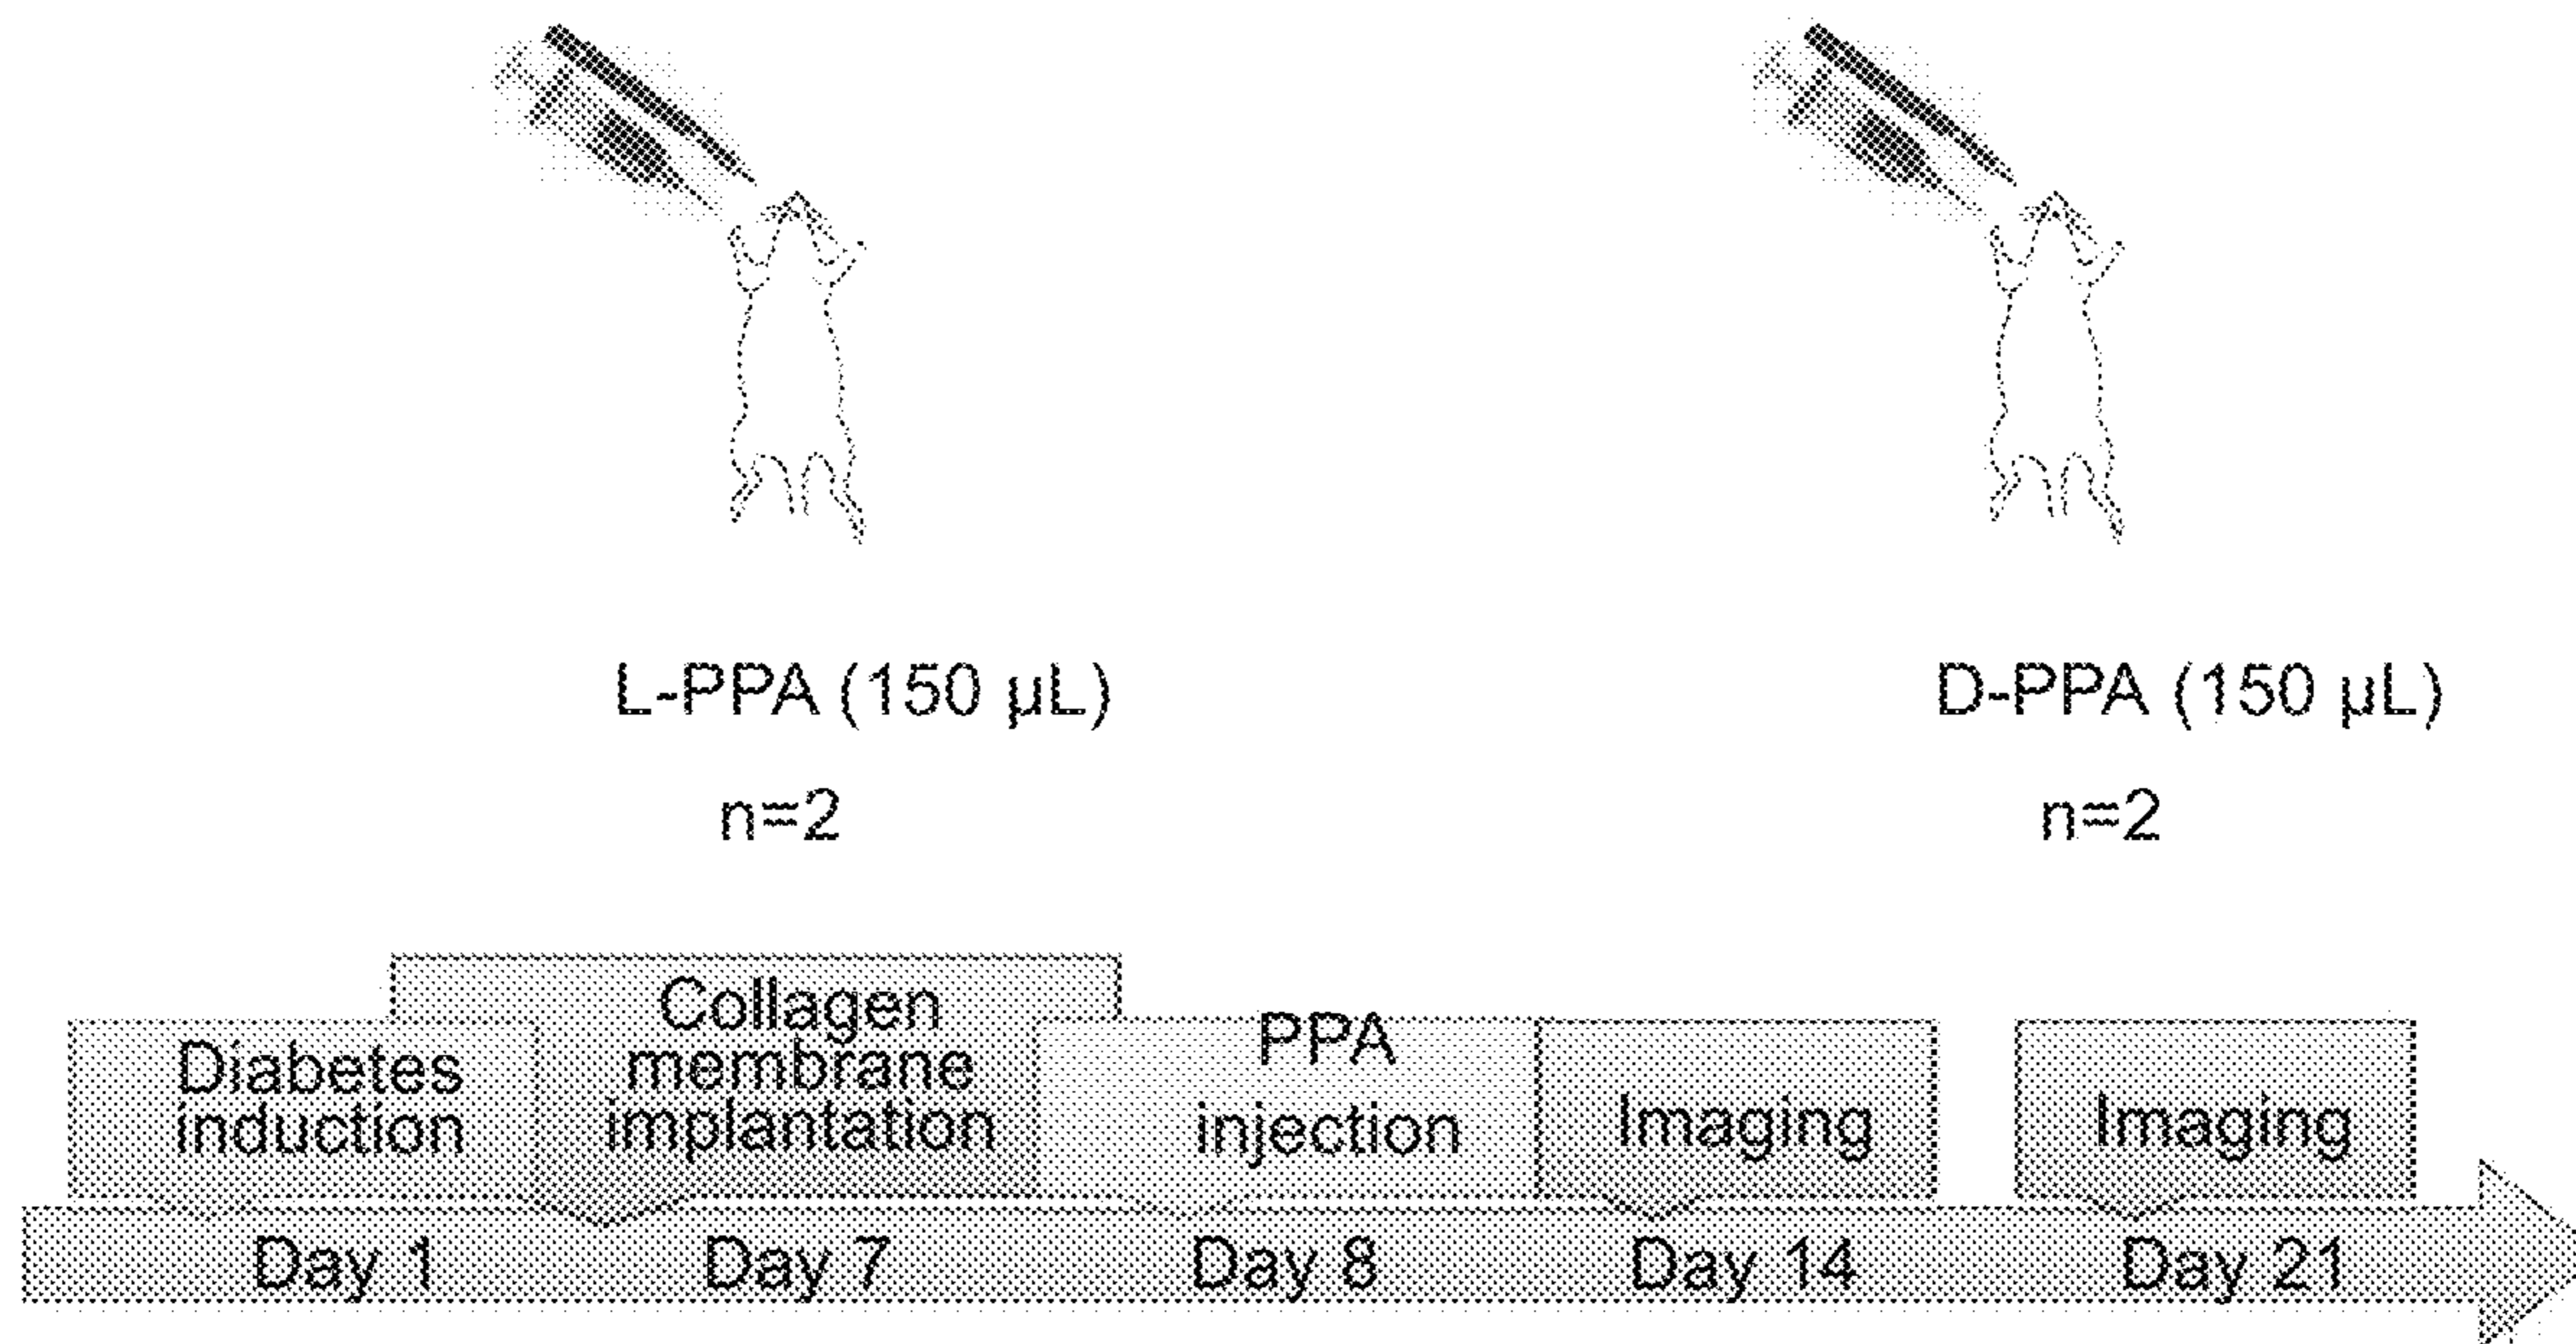 L-PPA (150 µL)
n=2
D-PPA (150 µL)
n=2
Diabetes
induction
Collagen
membrane
implantation
PPA
injection
Imaging
Imaging
Day 1
Day 7
Day 8
Day 14
Day 21